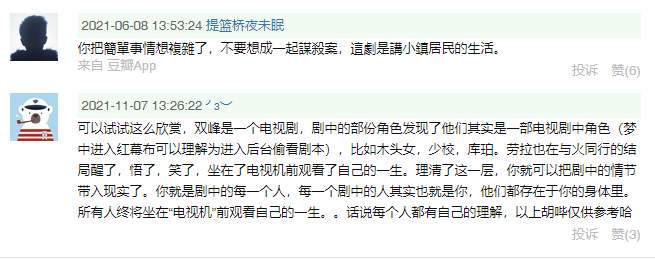 2021-06-08 13:53:24 提篮桥夜未眠
你把簡單事情想複雜了，不要想成一起謀殺案，這劇是講小鎮居民的生活。
来自 豆瓣App
投诉 赞(6)
2021-11-07 13:26:22 ╯з︶
可以试试这么欣赏，双峰是一个电视剧，剧中的部份角色发现了他们其实是一部电视剧中角色（梦
中进入红幕布可以理解为进入后台偷看剧本），比如木头女，少校，库珀。劳拉也在与火同行的结
局醒了，悟了，笑了，坐在了电视机前观看了自己的一生。理清了这一层，你就可以把剧中的情节
带入现实了。你就是剧中的每一个人，每一个剧中的人其实也就是你，他们都存在于你的身体里。
所有人终将坐在“电视机”前观看自己的一生。。话说每个人都有自己的理解，以上胡哗仅供参考哈
投诉 赞(3)